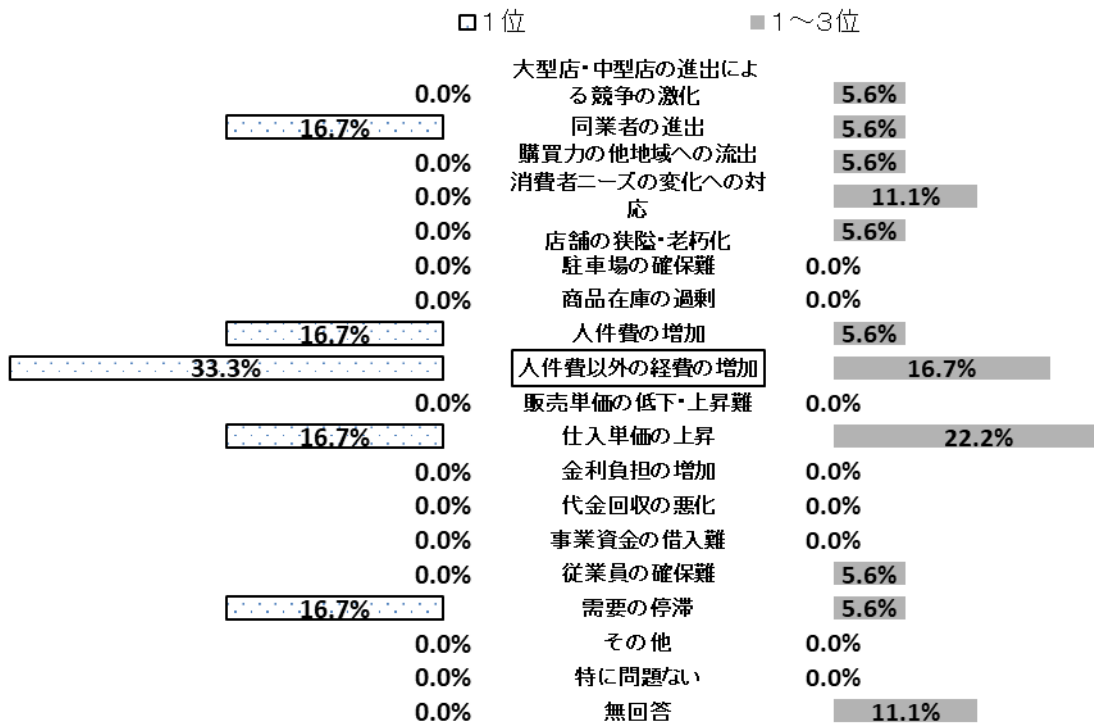 1位 1～3位
大型店・中型店の進出によ
0.0% る競争の激化 5.6%
16.7% 同業者の進出 5.6%
0.0% 購買力の他地域への流出 5.6%
0.0% 消費者ニーズの変化への対 11.1%
応
0.0% 店舗の狭隘・老朽化 5.6%
0.0% 駐車場の確保難 0.0%
0.0% 商品在庫の過剰 0.0%
16.7% 人件費の増加 5.6%
33.3% 人件費以外の経費の増加 16.7%
0.0% 販売単価の低下・上昇難 0.0%
16.7% 仕入単価の上昇 22.2%
0.0% 金利負担の増加 0.0%
0.0% 代金回収の悪化 0.0%
0.0% 事業資金の借入難 0.0%
0.0% 従業員の確保難 5.6%
16.7% 需要の停滞 5.6%
0.0% その他 0.0%
0.0% 特に問題ない 0.0%
0.0% 無回答 11.1%